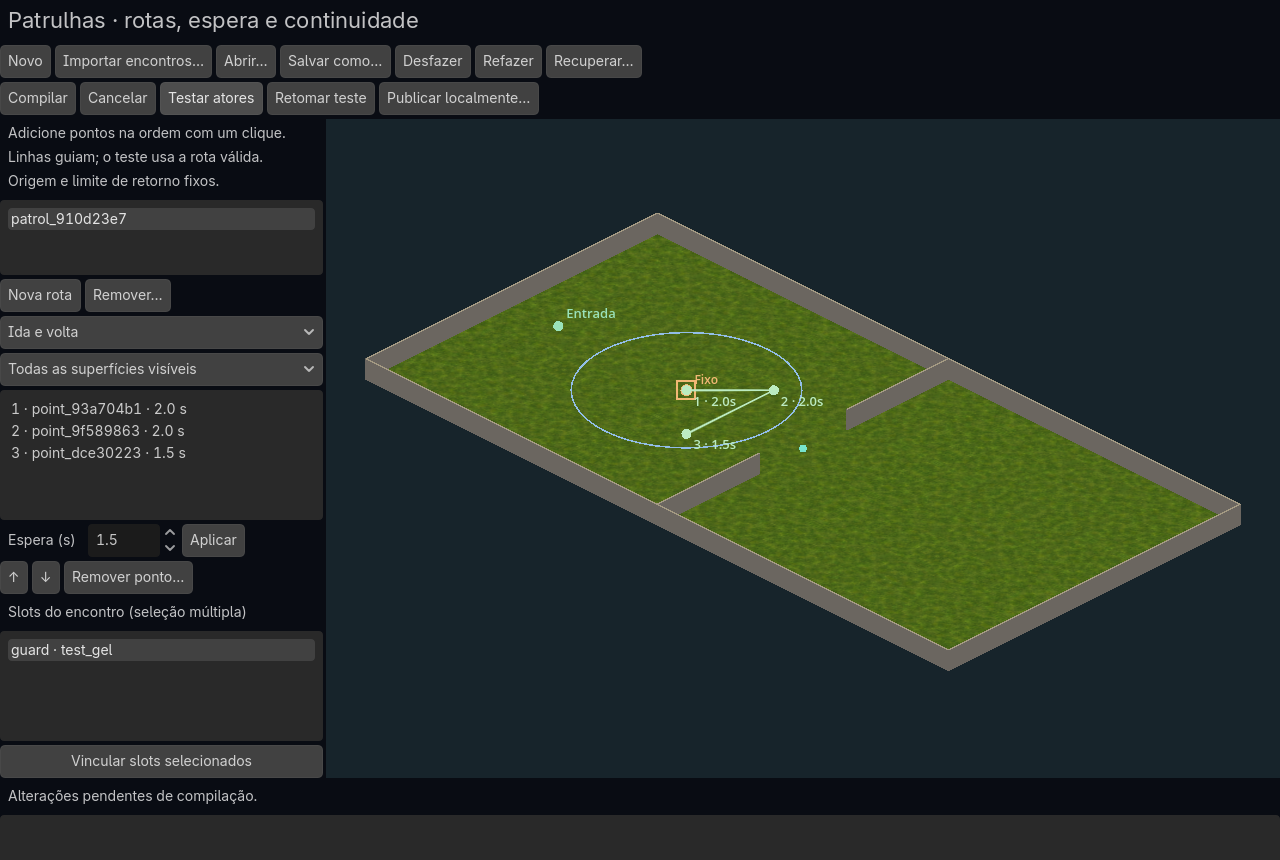 Patrulhas · rotas, espera e continuidade
Novo Importar encontros... Abrir... Salvar como... Desfazer Refazer Recuperar...
Compilar Cancelar Testar atores Retomar teste Publicar localmente...
Adicione pontos na ordem com um clique.
Linhas guiam; o teste usa a rota válida.
Origem e limite de retorno fixos.
patrol_910d23e7
Nova rota Remover...
Ida e volta
Todas as superfícies visíveis
1 · point_93a704b1 · 2.0 s
2 · point_9f589863 · 2.0 s
3 · point_dce30223 · 1.5 s
Espera (s) 1.5 Aplicar
↑ ↓ Remover ponto...
Slots do encontro (seleção múltipla)
guard · test_gel
Vincular slots selecionados
Entrada
Fixo
1 · 2.0s
2 · 2.0s
3 · 1.5s
Alterações pendentes de compilação.